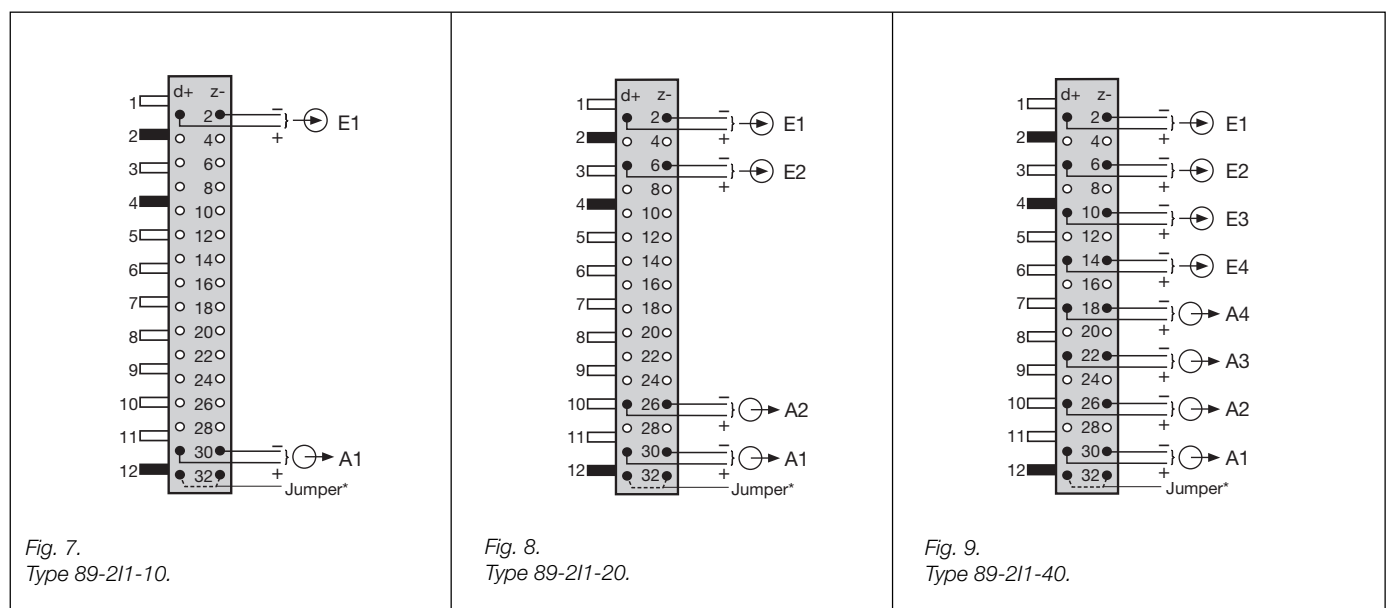 d+ z-
1
2 − E1
2 4 +
3 6
8
4 10
5 12
14
6
16
7 18
8 20
22
9
24
10 26
28
11
30 − A1
12 32 +
Jumper*
Fig. 7.
Type 89-2I1-10.
d+ z-
1
2 − E1
2 4 +
3 6 − E2
8 +
4 10
5 12
14
6
16
7 18
8 20
22
9
24
10 26 − A2
28 +
11
30 − A1
12 32 +
Jumper*
Fig. 8.
Type 89-2I1-20.
d+ z-
1
2 − E1
2 4 +
3 6 − E2
8 +
4 10 − E3
5 12 +
14 − E4
6
16 +
7 18 − A4
8 20 +
22 − A3
9
24 +
10 26 − A2
28 +
11
30 − A1
12 32 +
Jumper*
Fig. 9.
Type 89-2I1-40.